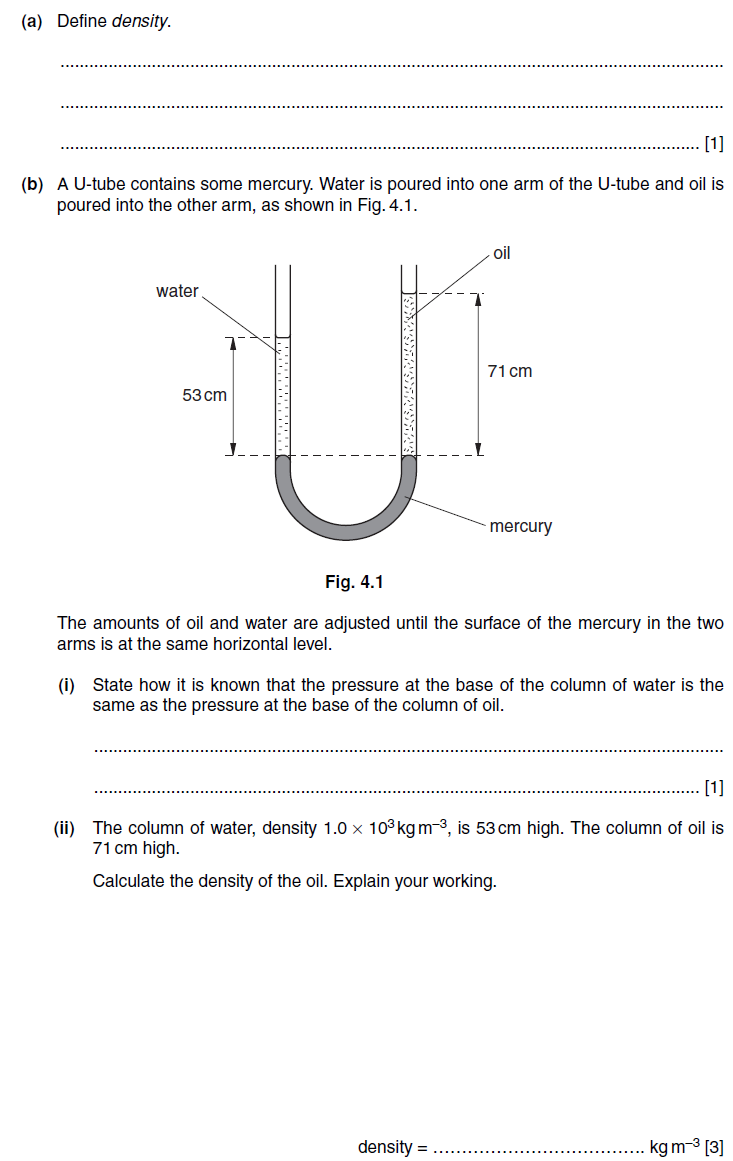 (a) Define density.
.......................................................................................................................................
.......................................................................................................................................
................................................................................................................................... [1]
(b) A U-tube contains some mercury. Water is poured into one arm of the U-tube and oil is
poured into the other arm, as shown in Fig. 4.1.
oil
water
71 cm
53 cm
mercury
Fig. 4.1
The amounts of oil and water are adjusted until the surface of the mercury in the two
arms is at the same horizontal level.
(i) State how it is known that the pressure at the base of the column of water is the
same as the pressure at the base of the column of oil.
................................................................................................................................
............................................................................................................................ [1]
(ii) The column of water, density 1.0 × 10³ kg m⁻³, is 53 cm high. The column of oil is
71 cm high.
Calculate the density of the oil. Explain your working.
density = ..................................... kg m⁻³ [3]